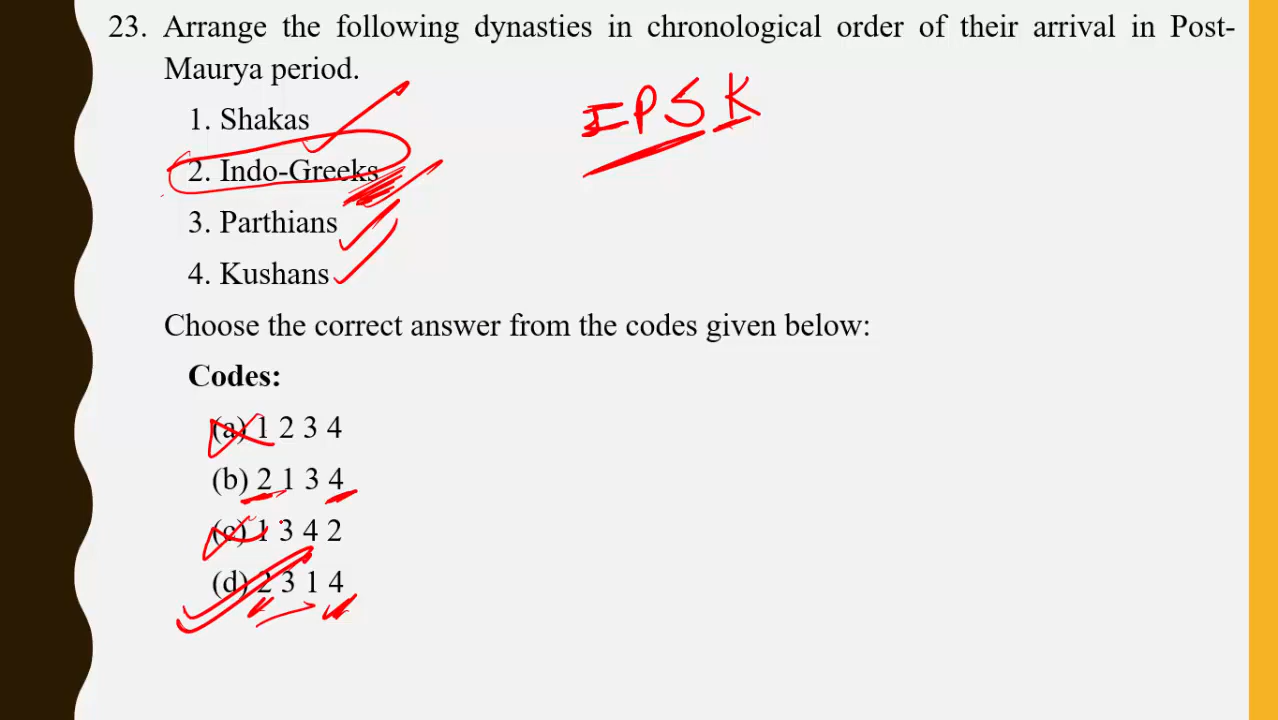 23. Arrange the following dynasties in chronological order of their arrival in Post-
Maurya period.
IPSK
1. Shakas
2. Indo-Greeks
3. Parthians
4. Kushans
Choose the correct answer from the codes given below:
Codes:
(a) 1 2 3 4
(b) 2 1 3 4
(c) 1 3 4 2
(d) 2 3 1 4